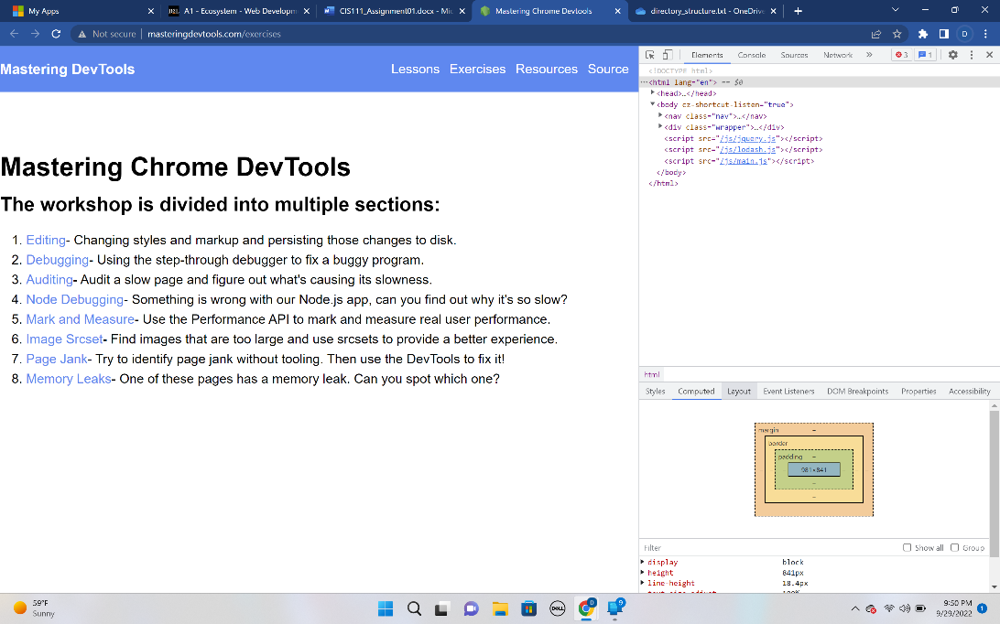 My Apps
A1 - Ecosystem - Web Developm
CIS111_Assignment01.docx - Mic
Mastering Chrome Devtools
directory_structure.txt - OneDrive
Not secure
masteringdevtools.com/exercises
D
Mastering DevTools
Lessons Exercises Resources Source
Mastering Chrome DevTools
The workshop is divided into multiple sections:
1. Editing- Changing styles and markup and persisting those changes to disk.
2. Debugging- Using the step-through debugger to fix a buggy program.
3. Auditing- Audit a slow page and figure out what's causing its slowness.
4. Node Debugging- Something is wrong with our Node.js app, can you find out why it's so slow?
5. Mark and Measure- Use the Performance API to mark and measure real user performance.
6. Image Srcset- Find images that are too large and use srcsets to provide a better experience.
7. Page Jank- Try to identify page jank without tooling. Then use the DevTools to fix it!
8. Memory Leaks- One of these pages has a memory leak. Can you spot which one?
Elements Console Sources Network » 3 1
<!DOCTYPE html>
<html lang="en"> == $0
<head>…</head>
<body cz-shortcut-listen="true">
<nav class="nav">…</nav>
<div class="wrapper">…</div>
<script src="/js/jquery.js"></script>
<script src="/js/lodash.js"></script>
<script src="/js/main.js"></script>
</body>
</html>
html
Styles Computed Layout Event Listeners DOM Breakpoints Properties Accessibility
margin –
border
padding –
981×841
–
–
Filter
Show all
Group
display block
height 841px
line-height 18.4px
59°F
Sunny
DELL
D
9
9:50 PM
9/29/2022
1